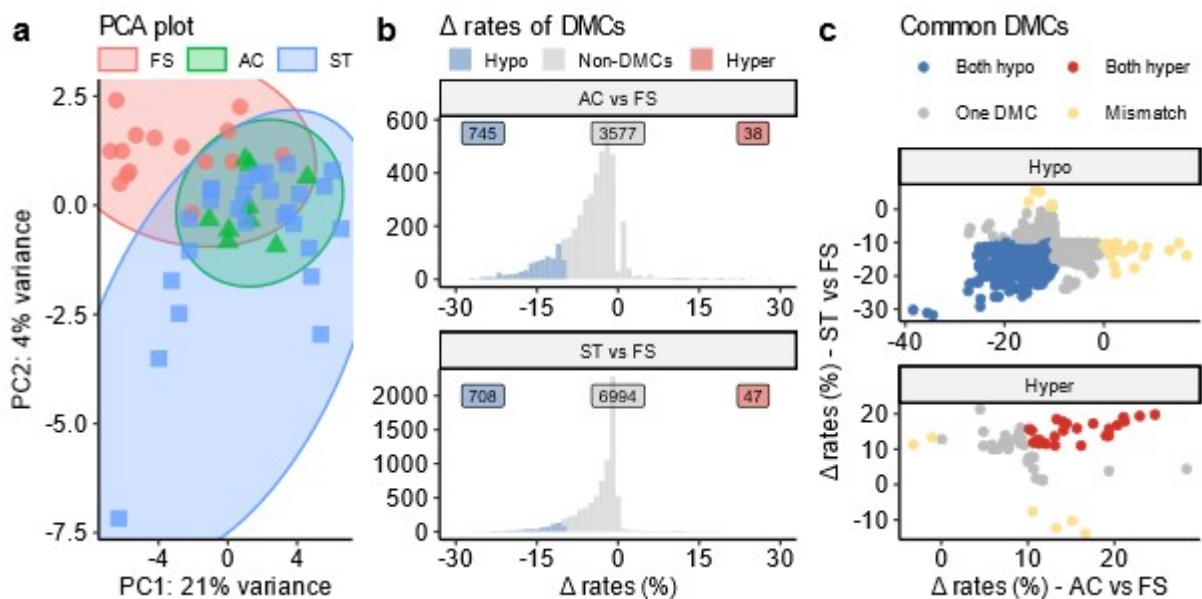 a PCA plot
FS AC ST
2.5
0.0
-2.5
-5.0
-7.5
PC2: 4% variance
-4 0 4
PC1: 21% variance
b Δ rates of DMCs
Hypo Non-DMCs Hyper
AC vs FS
600
400
200
0
745 3577 38
-30 -15 0 15 30
ST vs FS
2000
1500
1000
500
0
708 6994 47
-30 -15 0 15 30
Δ rates (%)
c Common DMCs
Both hypo Both hyper
One DMC Mismatch
Hypo
0
-10
-20
-30
-40 -20 0
Hyper
20
10
0
-10
0 10 20
Δ rates (%) - ST vs FS
Δ rates (%) - AC vs FS